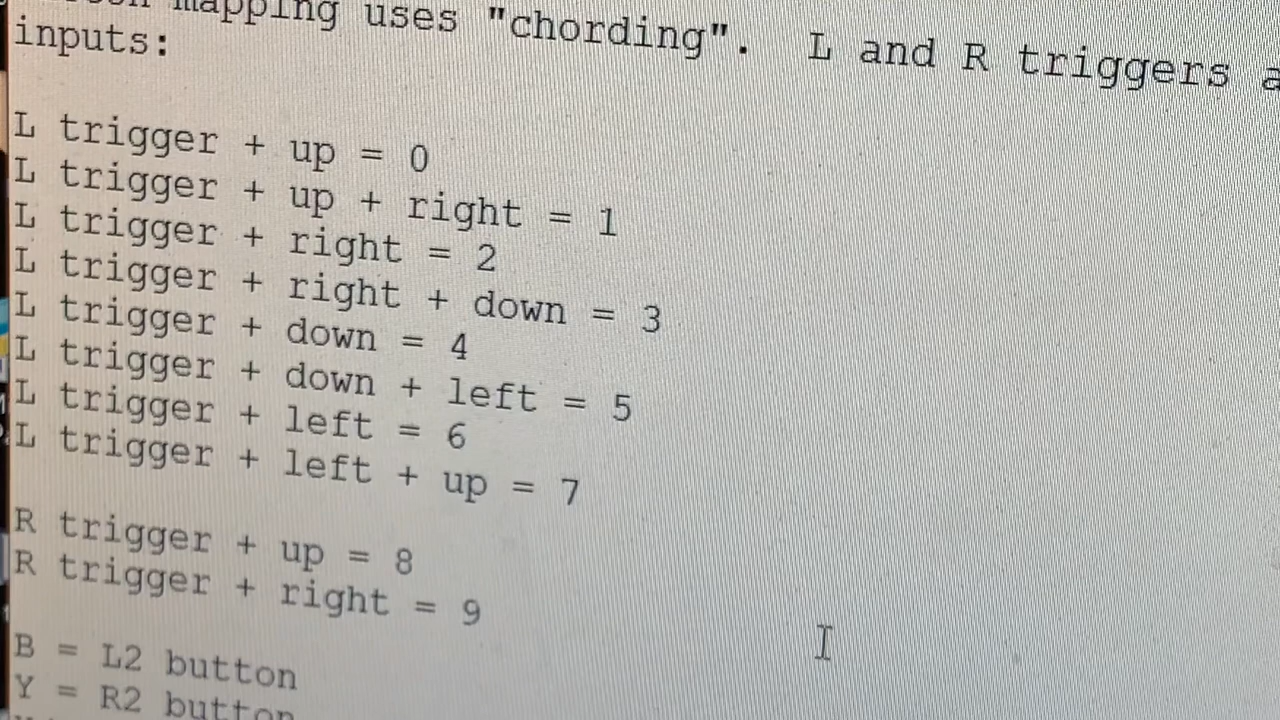 mapping uses "chording".  L and R triggers
inputs:
L trigger + up = 0
L trigger + up + right = 1
L trigger + right = 2
L trigger + right + down = 3
L trigger + down = 4
L trigger + down + left = 5
L trigger + left = 6
L trigger + left + up = 7
R trigger + up = 8
R trigger + right = 9
B = L2 button
Y = R2 button